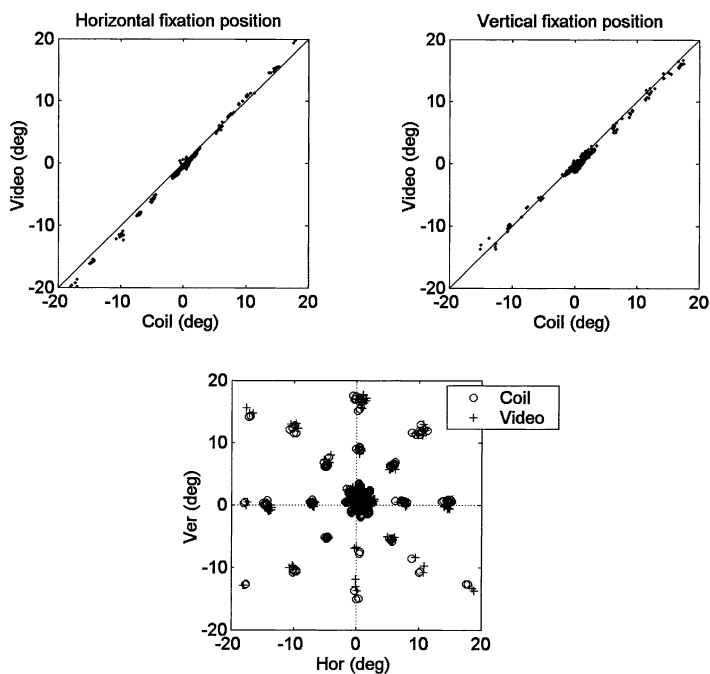 Horizontal fixation position
20
10
0
-10
-20
Video (deg)
-20 -10 0 10 20
Coil (deg)
Vertical fixation position
20
10
0
-10
-20
Video (deg)
-20 -10 0 10 20
Coil (deg)
20
10
0
-10
-20
Ver (deg)
-20 -10 0 10 20
Hor (deg)
Coil
Video